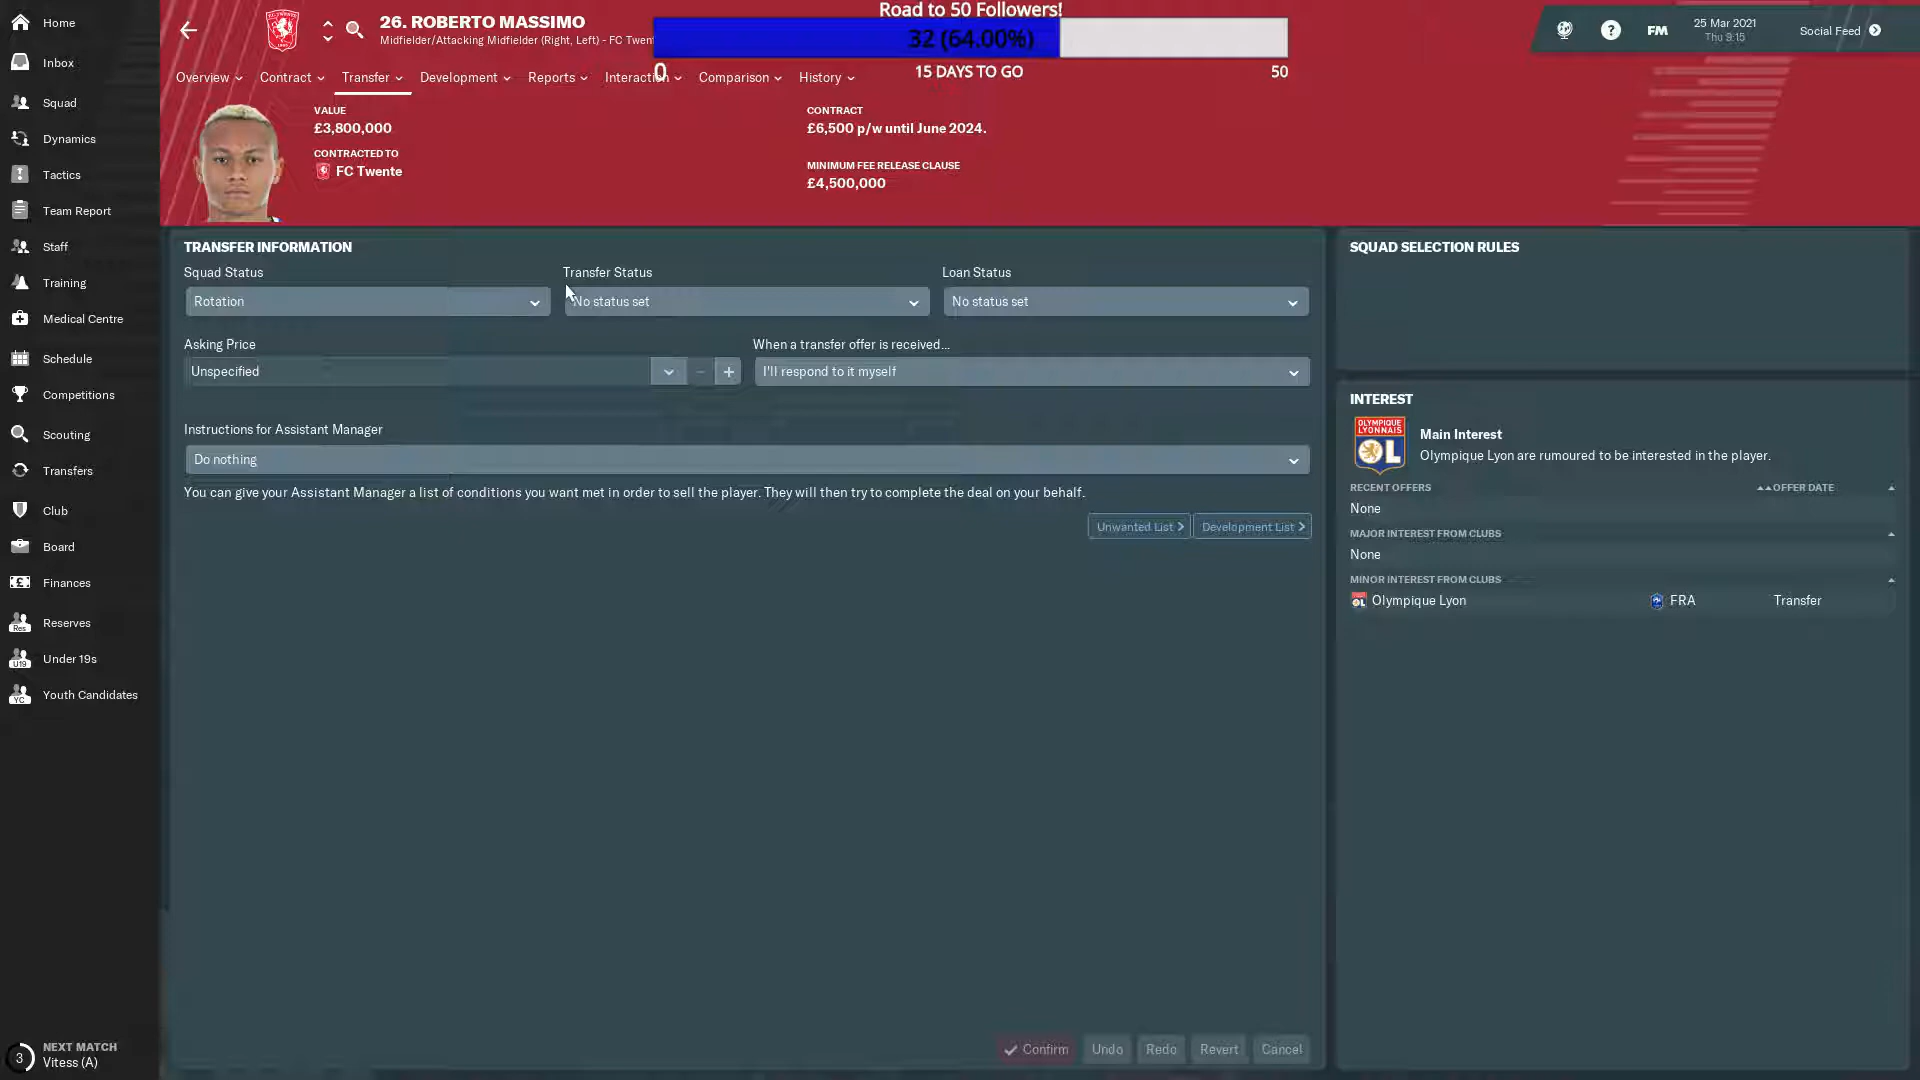 Home
Inbox
Squad
Dynamics
Tactics
Team Report
Staff
Training
Medical Centre
Schedule
Competitions
Scouting
Transfers
Club
Board
Finances
Reserves
Under 19s
Youth Candidates
3
NEXT MATCH
Vitess (A)
26. ROBERTO MASSIMO
Midfielder/Attacking Midfielder (Right, Left) - FC Twent
Road to 50 Followers!
32 (64.00%)
0
15 DAYS TO GO
50
FM
25 Mar 2021
Thu 9:15
Social Feed
Overview
Contract
Transfer
Development
Reports
Interaction
Comparison
History
VALUE
£3,800,000
CONTRACTED TO
FC Twente
CONTRACT
£6,500 p/w until June 2024.
MINIMUM FEE RELEASE CLAUSE
£4,500,000
TRANSFER INFORMATION
Squad Status
Transfer Status
Loan Status
Rotation
No status set
No status set
Asking Price
When a transfer offer is received...
Unspecified
I'll respond to it myself
Instructions for Assistant Manager
Do nothing
You can give your Assistant Manager a list of conditions you want met in order to sell the player. They will then try to complete the deal on your behalf.
Unwanted List
Development List
Confirm
Undo
Redo
Revert
Cancel
SQUAD SELECTION RULES
INTEREST
OLYMPIQUE
LYONNAIS
OL
Main Interest
Olympique Lyon are rumoured to be interested in the player.
RECENT OFFERS
OFFER DATE
None
MAJOR INTEREST FROM CLUBS
None
MINOR INTEREST FROM CLUBS
Olympique Lyon
FRA
Transfer